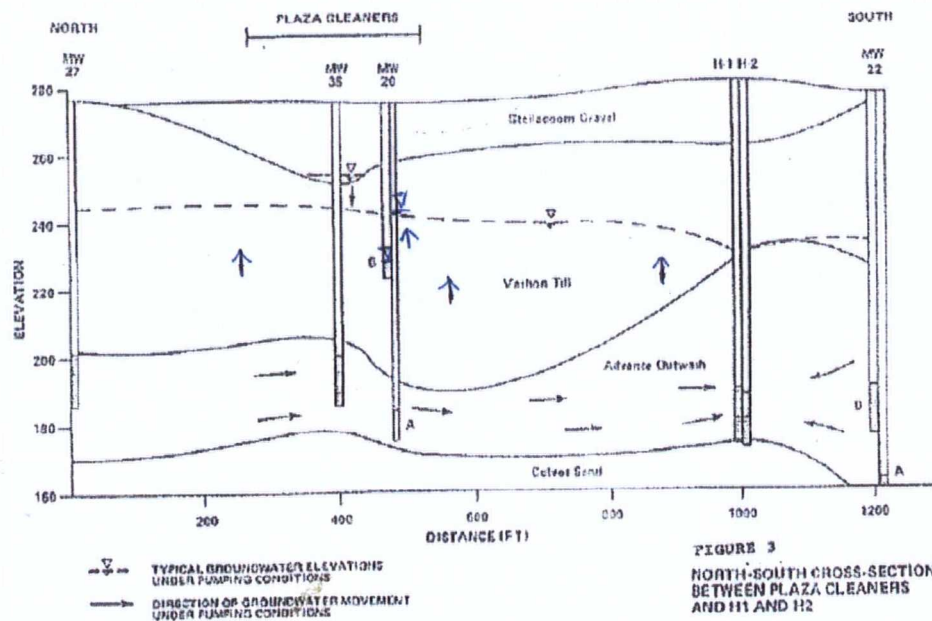 PLAZA CLEANERS
NORTH
SOUTH
MW
27
MW
35
MW
20
H-1 H-2
MW
22
280
260
240
220
200
180
160
ELEVATION
Steilacoom Gravel
B
Vashon Till
Advance Outwash
A
B
A
Colvos Sand
200
400
600
800
1000
1200
DISTANCE (FT)
TYPICAL GROUNDWATER ELEVATIONS
UNDER PUMPING CONDITIONS
DIRECTION OF GROUNDWATER MOVEMENT
UNDER PUMPING CONDITIONS
FIGURE 3
NORTH-SOUTH CROSS-SECTION
BETWEEN PLAZA CLEANERS
AND H1 AND H2